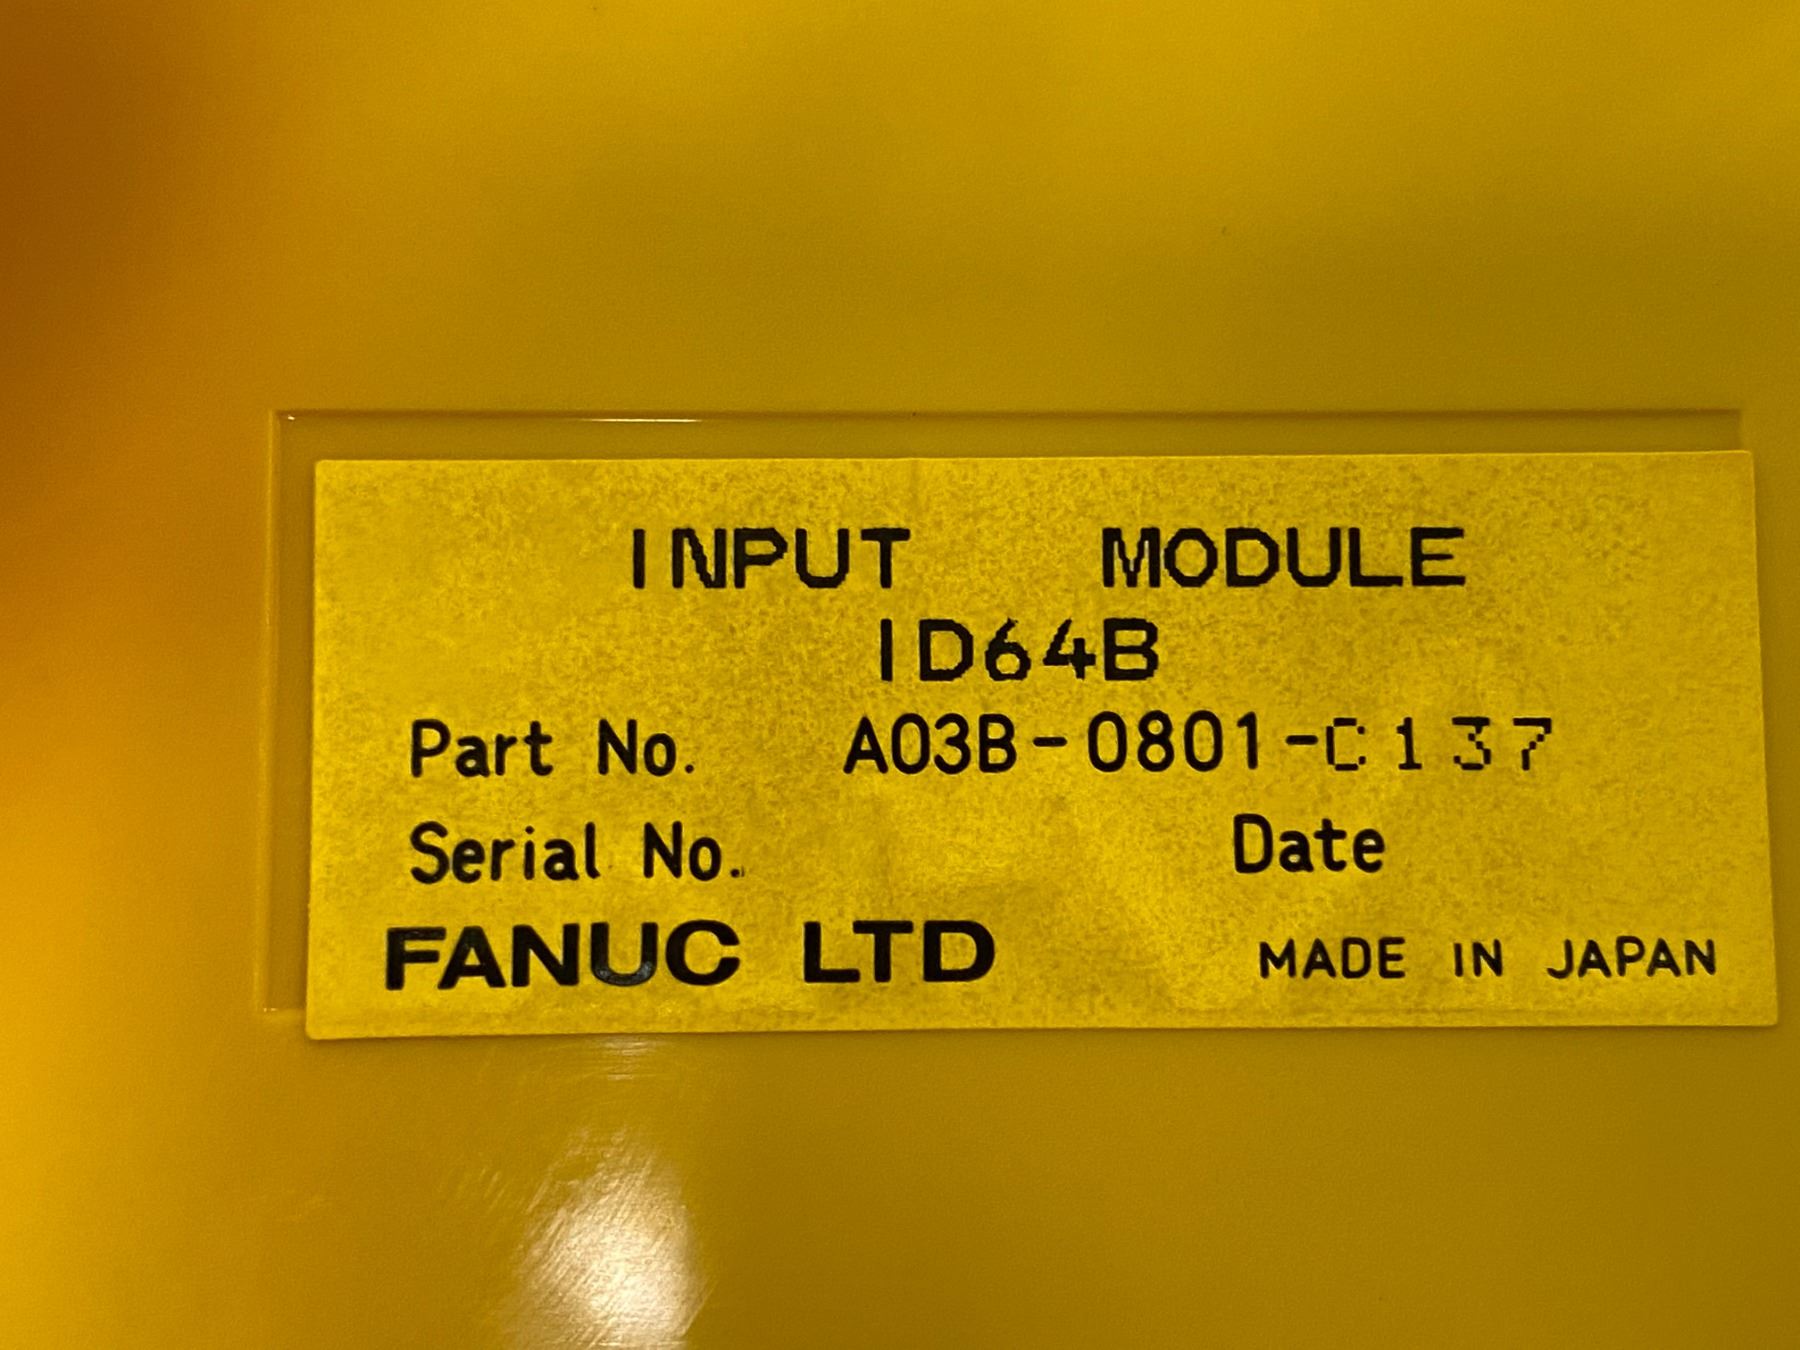 INPUT MODULE
ID64B
Part No. A03B-0801-C137
Serial No. Date
FANUC LTD MADE IN JAPAN